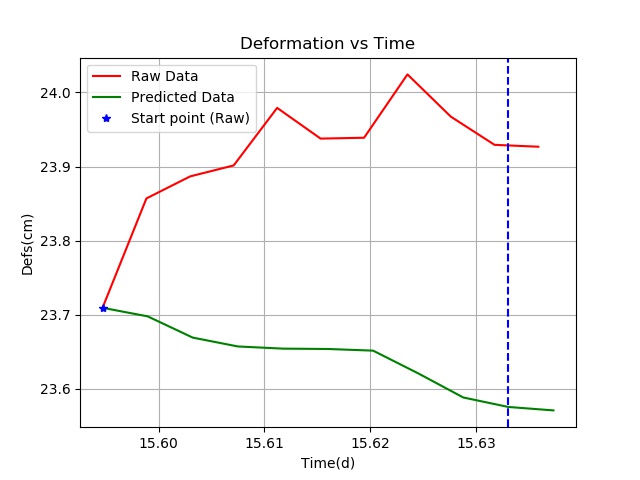 Deformation vs Time
Raw Data
Predicted Data
Start point (Raw)
24.0
23.9
23.8
23.7
23.6
Defs(cm)
15.60 15.61 15.62 15.63
Time(d)